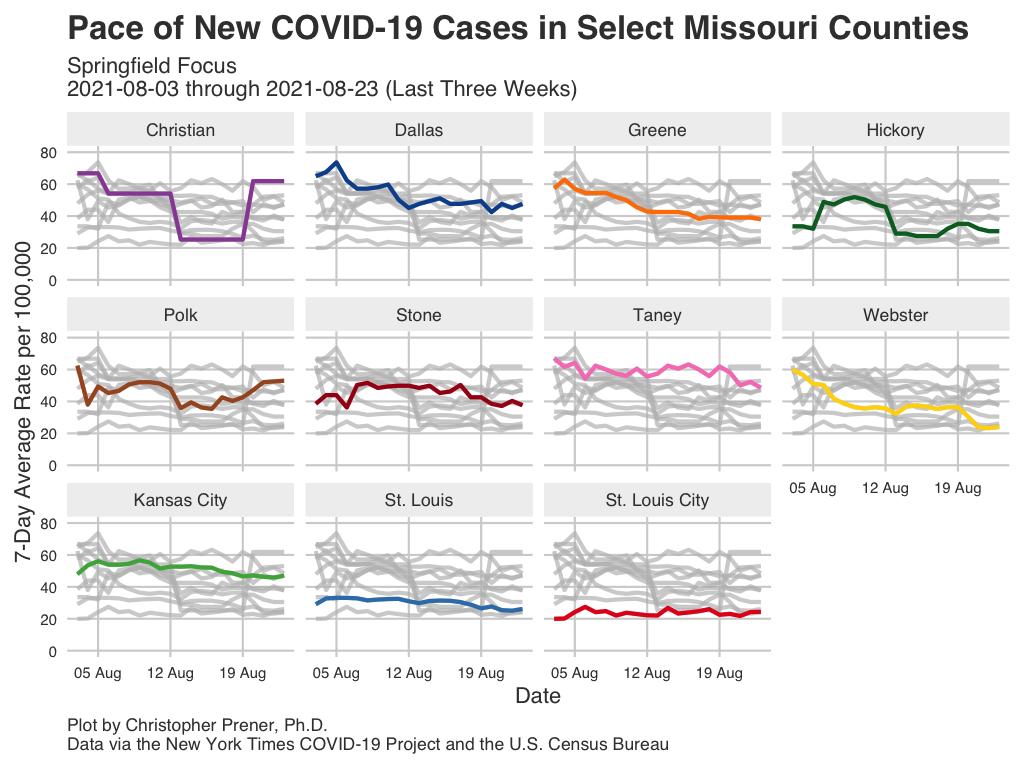 Pace of New COVID-19 Cases in Select Missouri Counties
Springfield Focus
2021-08-03 through 2021-08-23 (Last Three Weeks)
7-Day Average Rate per 100,000
Christian
Dallas
Greene
Hickory
80
60
40
20
0
Polk
Stone
Taney
Webster
80
60
40
20
0
05 Aug
12 Aug
19 Aug
Kansas City
St. Louis
St. Louis City
80
60
40
20
0
05 Aug
12 Aug
19 Aug
05 Aug
12 Aug
19 Aug
05 Aug
12 Aug
19 Aug
Date
Plot by Christopher Prener, Ph.D.
Data via the New York Times COVID-19 Project and the U.S. Census Bureau